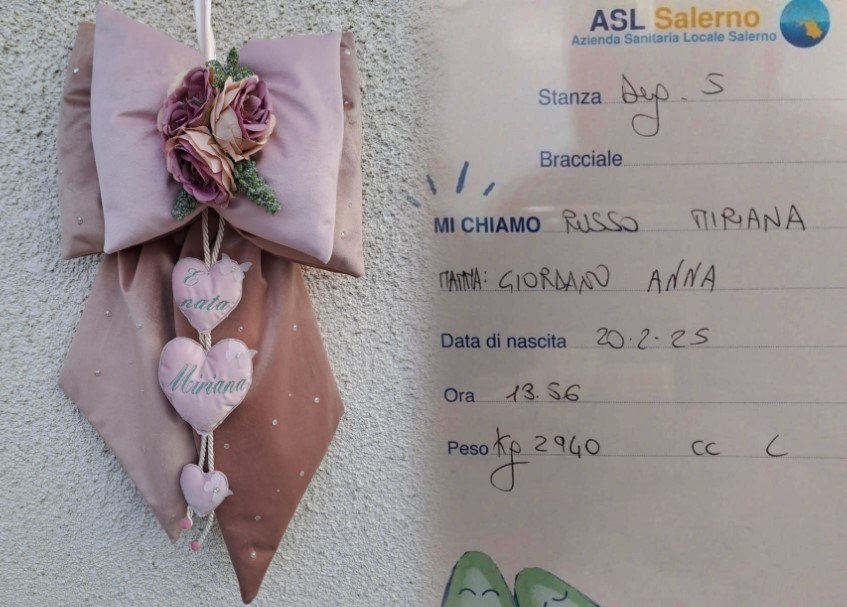 E'
nata
Miriana
ASL Salerno
Azienda Sanitaria Locale Salerno
Stanza Dep. S
Bracciale
MI CHIAMO RUSSO MIRIANA
MAMMA: GIORDANO ANNA
Data di nascita 20.2.25
Ora 13.56
Peso Kg 2940 CC